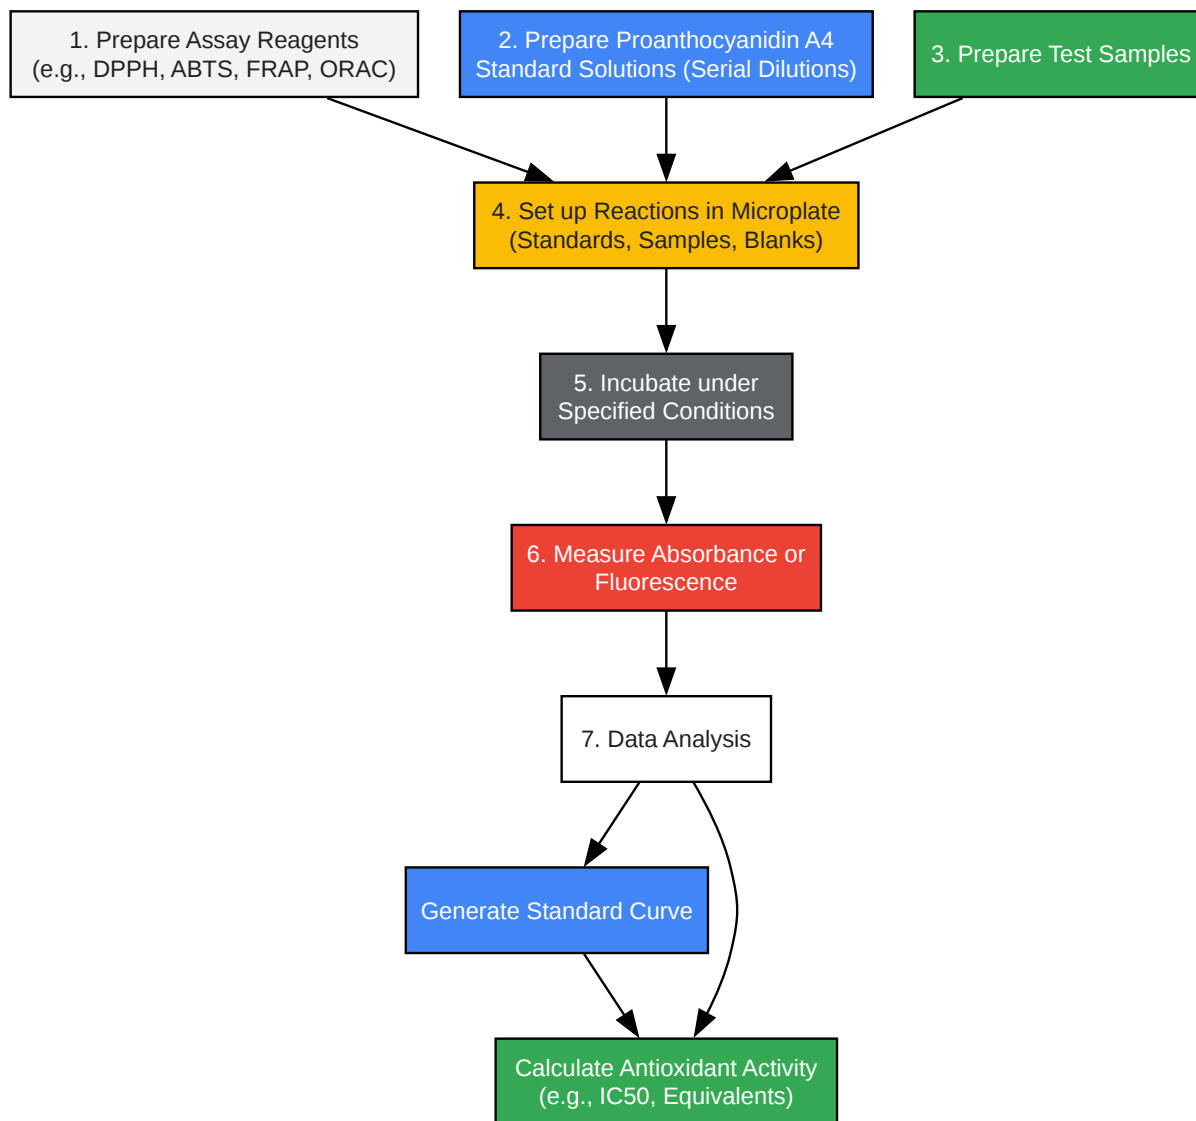 1. Prepare Assay Reagents
(e.g., DPPH, ABTS, FRAP, ORAC)
2. Prepare Proanthocyanidin A4
Standard Solutions (Serial Dilutions)
3. Prepare Test Samples
4. Set up Reactions in Microplate
(Standards, Samples, Blanks)
5. Incubate under
Specified Conditions
6. Measure Absorbance or
Fluorescence
7. Data Analysis
Generate Standard Curve
Calculate Antioxidant Activity
(e.g., IC50, Equivalents)